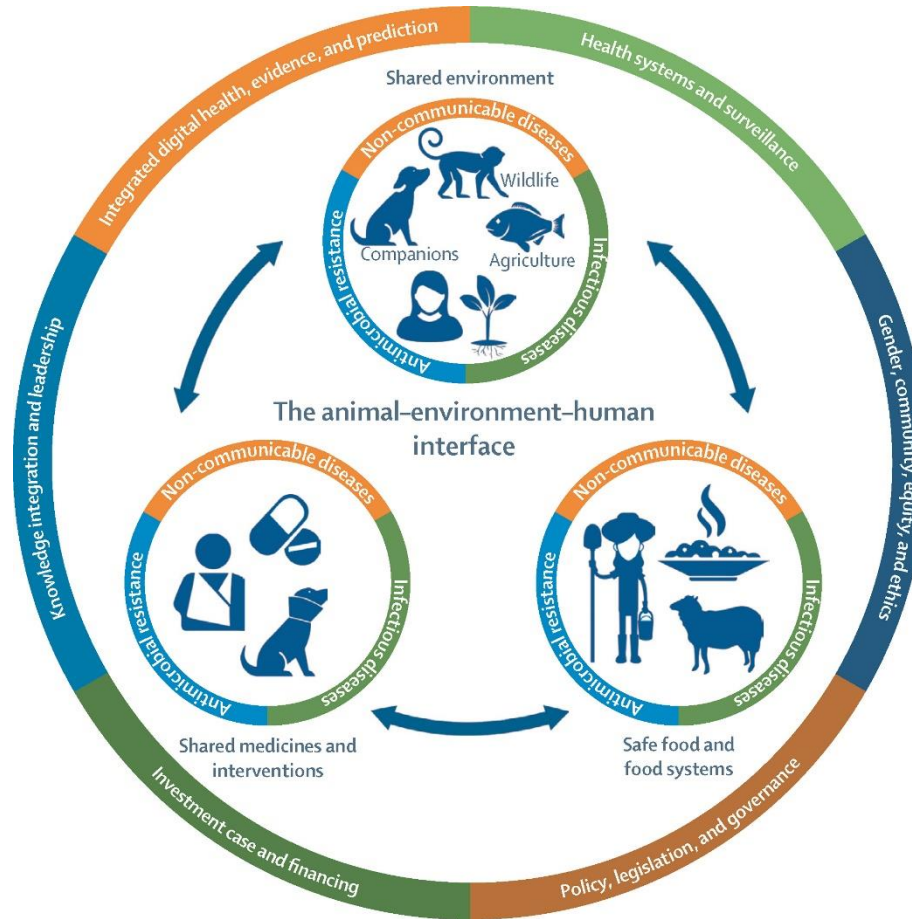 Integrated digital health, evidence, and prediction
Health systems and surveillance
Shared environment
Non-communicable diseases
Wildlife
Companions
Agriculture
Antimicrobial resistance
Infectious diseases
Knowledge integration and leadership
Gender, community, equity, and ethics
The animal–environment–human
interface
Non-communicable diseases
Antimicrobial resistance
Infectious diseases
Non-communicable diseases
Antimicrobial resistance
Infectious diseases
Shared medicines and
interventions
Safe food and
food systems
Investment case and financing
Policy, legislation, and governance